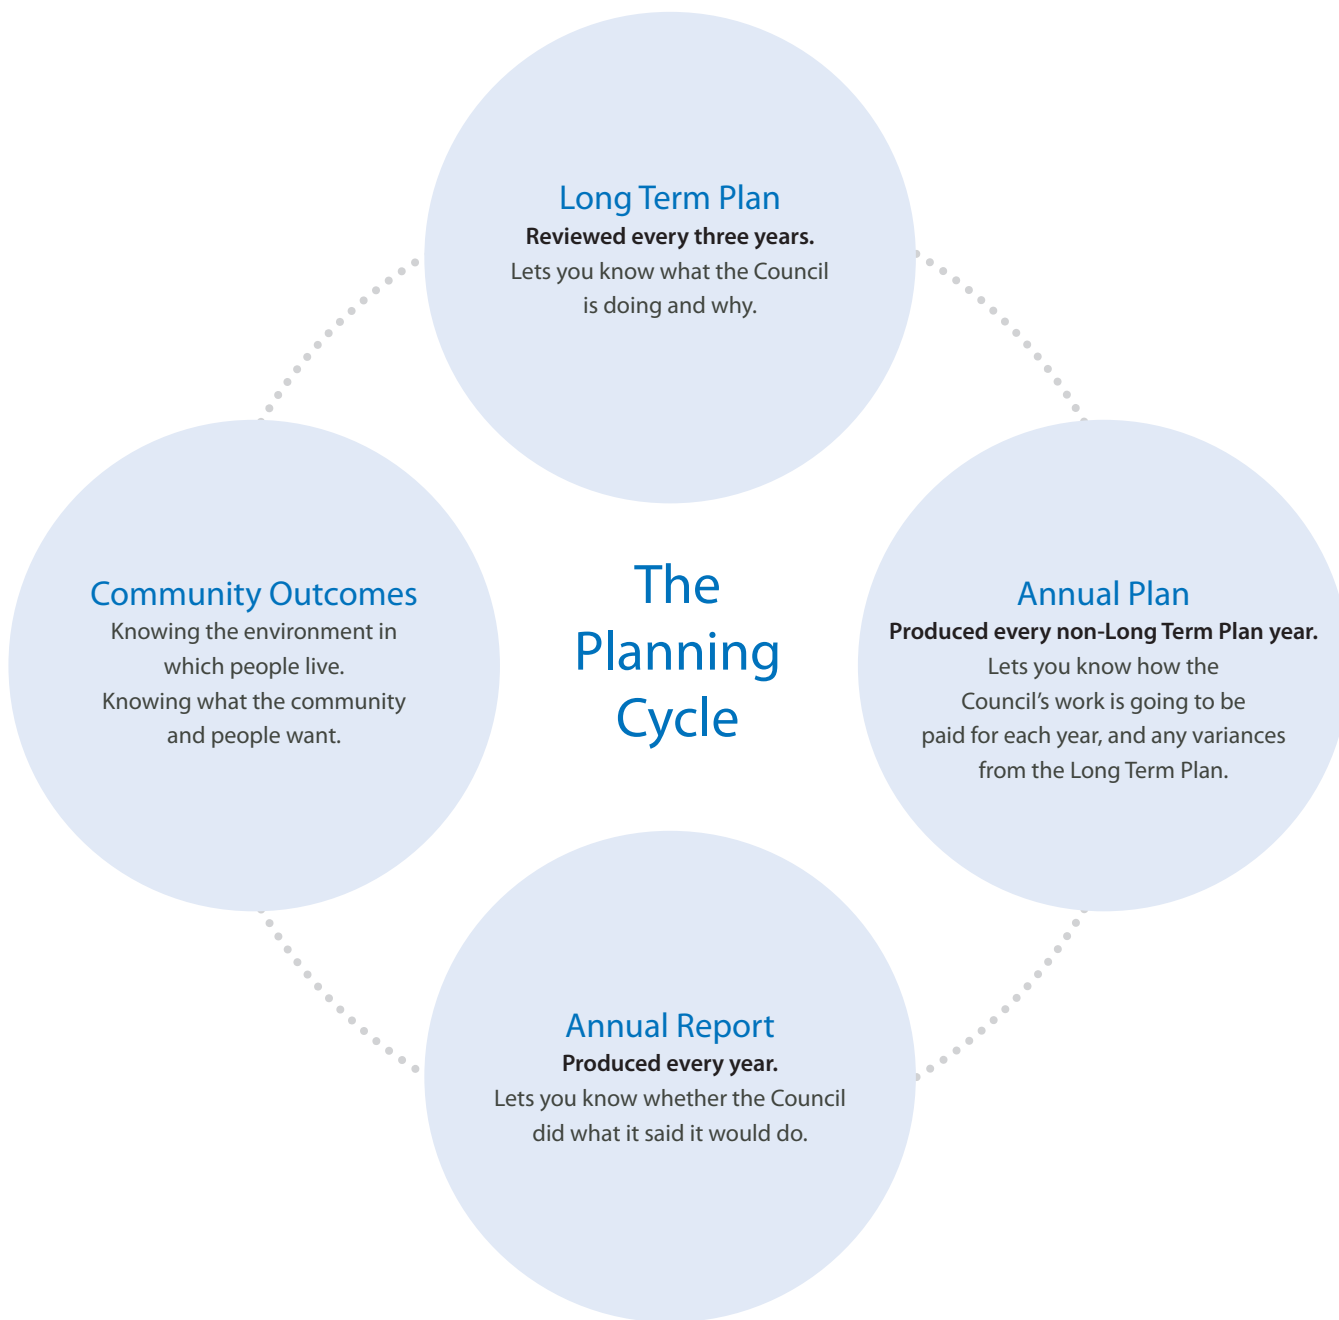 Long Term Plan
Reviewed every three years.
Lets you know what the Council
is doing and why.
Community Outcomes
Knowing the environment in
which people live.
Knowing what the community
and people want.
The
Planning
Cycle
Annual Plan
Produced every non-Long Term Plan year.
Lets you know how the
Council’s work is going to be
paid for each year, and any variances
from the Long Term Plan.
Annual Report
Produced every year.
Lets you know whether the Council
did what it said it would do.